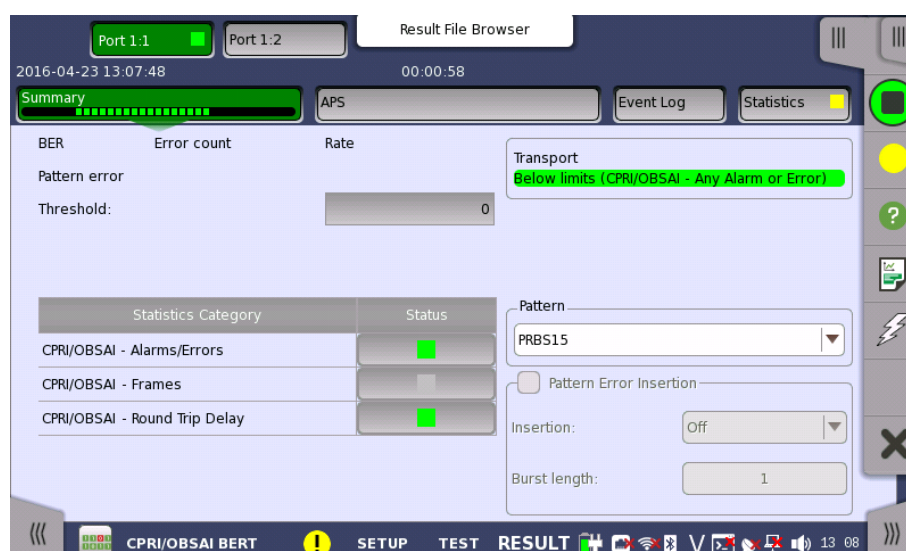 Result File Browser
Port 1:1
Port 1:2
2016-04-23 13:07:48
00:00:58
Summary
APS
Event Log
Statistics
BER
Error count
Rate
Pattern error
Threshold:
0
Transport
Below limits (CPRI/OBSAI - Any Alarm or Error)
Statistics Category
Status
CPRI/OBSAI - Alarms/Errors
CPRI/OBSAI - Frames
CPRI/OBSAI - Round Trip Delay
Pattern
PRBS15
Pattern Error Insertion
Insertion:
Off
Burst length:
1
CPRI/OBSAI BERT
SETUP
TEST
RESULT
13 08